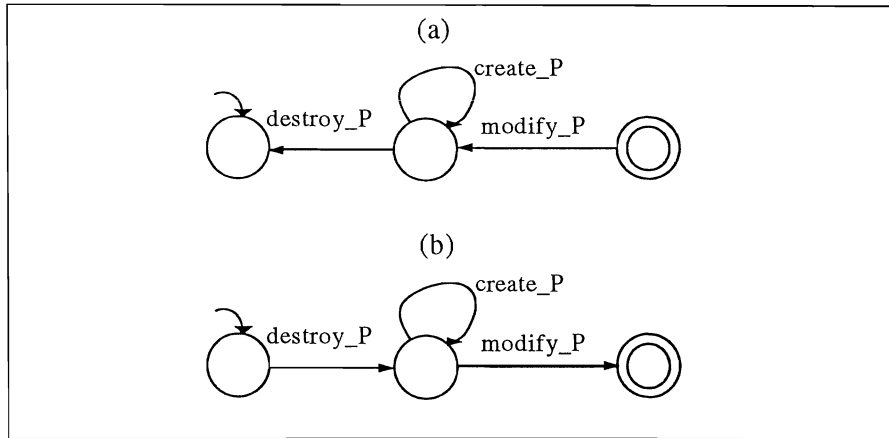 (a)
create_P
destroy_P
modify_P
(b)
create_P
destroy_P
modify_P